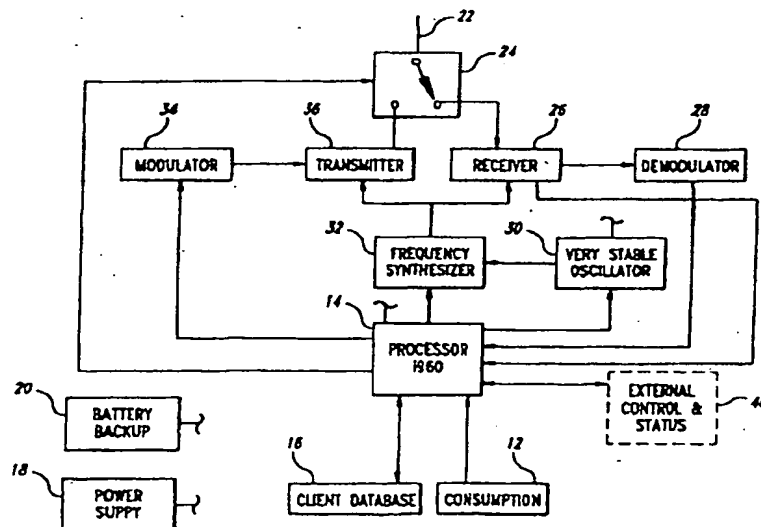 22
24
34
36
26
28
MODULATOR
TRANSMITTER
RECEIVER
DEMODULATOR
32
30
FREQUENCY
SYNTHESIZER
VERY STABLE
OSCILLATOR
14
PROCESSOR
1960
20
BATTERY
BACKUP
EXTERNAL
CONTROL &
STATUS
18
POWER
SUPPY
16
CLIENT DATABASE
12
CONSUMPTION